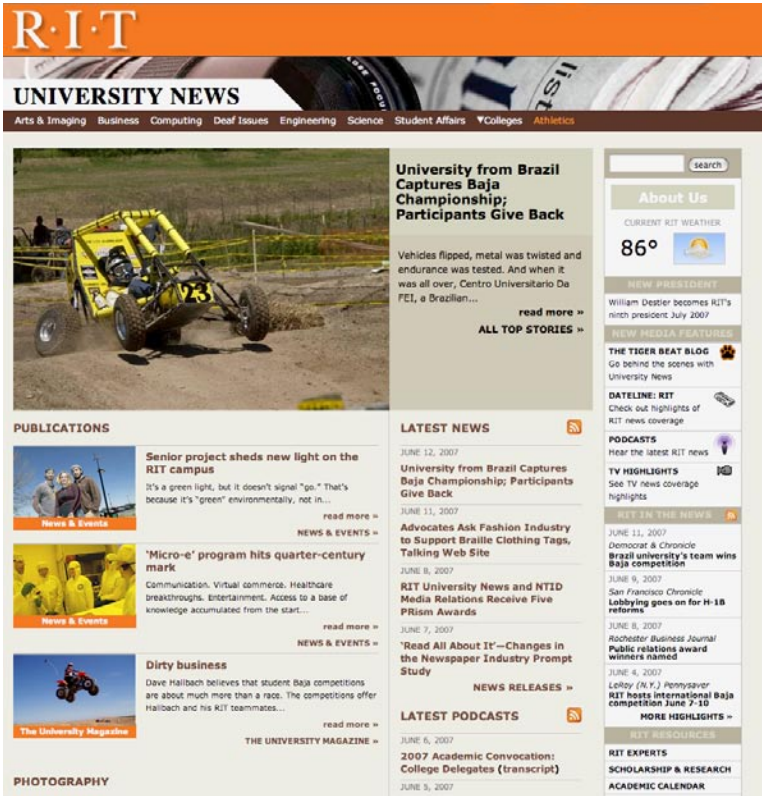 R·I·T
UNIVERSITY NEWS
Arts & Imaging Business Computing Deaf Issues Engineering Science Student Affairs ▼Colleges Athletics
23
University from Brazil
Captures Baja
Championship;
Participants Give Back
Vehicles flipped, metal was twisted and
endurance was tested. And when it
was all over, Centro Universitario Da
FEI, a Brazilian...
read more »
ALL TOP STORIES »
PUBLICATIONS
Senior project sheds new light on the
RIT campus
It's a green light, but it doesn't signal "go." That's
because it's "green" environmentally, not in...
read more »
News & Events
NEWS & EVENTS »
'Micro-e' program hits quarter-century
mark
Communication. Virtual commerce. Healthcare
breakthroughs. Entertainment. Access to a base of
knowledge accumulated from the start...
read more »
News & Events
NEWS & EVENTS »
Dirty business
Dave Hallbach believes that student Baja competitions
are about much more than a race. The competitions offer
Hallbach and his RIT teammates...
read more »
The University Magazine
THE UNIVERSITY MAGAZINE »
PHOTOGRAPHY
LATEST NEWS
JUNE 12, 2007
University from Brazil Captures
Baja Championship; Participants
Give Back
JUNE 11, 2007
Advocates Ask Fashion Industry
to Support Braille Clothing Tags,
Talking Web Site
JUNE 8, 2007
RIT University News and NTID
Media Relations Receive Five
PRism Awards
JUNE 7, 2007
'Read All About It'—Changes in
the Newspaper Industry Prompt
Study
NEWS RELEASES »
LATEST PODCASTS
JUNE 6, 2007
2007 Academic Convocation:
College Delegates (transcript)
JUNE 5, 2007
search
About Us
CURRENT RIT WEATHER
86°
NEW PRESIDENT
William Destler becomes RIT's
ninth president July 2007
NEW MEDIA FEATURES
THE TIGER BEAT BLOG
Go behind the scenes with
University News
DATELINE: RIT
Check out highlights of
RIT news coverage
PODCASTS
Hear the latest RIT news
TV HIGHLIGHTS
See TV news coverage
highlights
RIT IN THE NEWS
JUNE 11, 2007
Democrat & Chronicle
Brazil university's team wins
Baja competition
JUNE 9, 2007
San Francisco Chronicle
Lobbying goes on for H-1B
reforms
JUNE 8, 2007
Rochester Business Journal
Public relations award
winners named
JUNE 4, 2007
LeRoy (N.Y.) Pennysaver
RIT hosts international Baja
competition June 7-10
MORE HIGHLIGHTS »
RIT RESOURCES
RIT EXPERTS
SCHOLARSHIP & RESEARCH
ACADEMIC CALENDAR